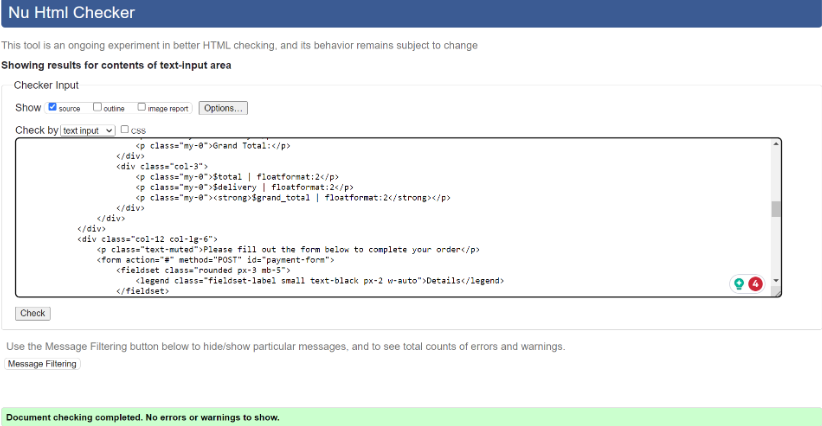 Nu Html Checker
This tool is an ongoing experiment in better HTML checking, and its behavior remains subject to change
Showing results for contents of text-input area
Checker Input
Show source outline image report Options...
Check by text input css
<p class="my-0">Grand Total:</p>
</div>
<div class="col-3">
<p class="my-0">$total | floatformat:2</p>
<p class="my-0">$delivery | floatformat:2</p>
<p class="my-0"><strong>$grand_total | floatformat:2</strong></p>
</div>
</div>
</div>
<div class="col-12 col-lg-6">
<p class="text-muted">Please fill out the form below to complete your order</p>
<form action="#" method="POST" id="payment-form">
<fieldset class="rounded px-3 mb-5">
<legend class="fieldset-label small text-black px-2 w-auto">Details</legend>
</fieldset>
4
Check
Use the Message Filtering button below to hide/show particular messages, and to see total counts of errors and warnings.
Message Filtering
Document checking completed. No errors or warnings to show.